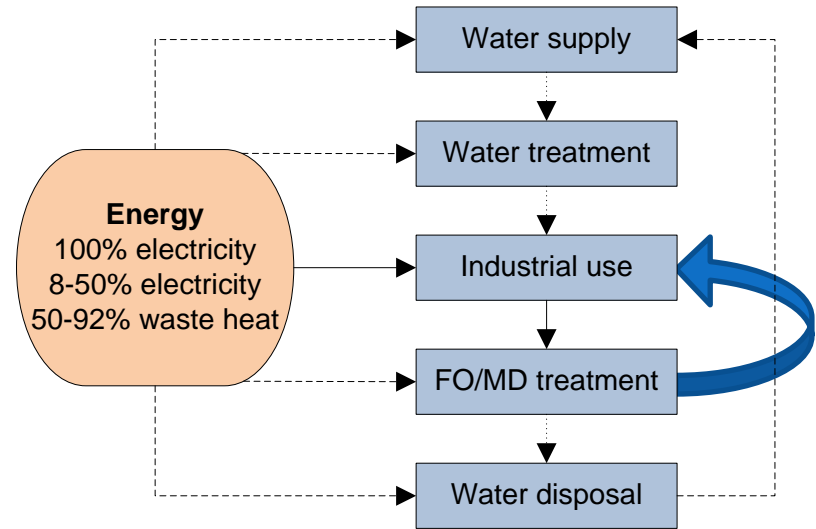 Water supply
Water treatment
Energy
100% electricity
8-50% electricity
50-92% waste heat
Industrial use
FO/MD treatment
Water disposal